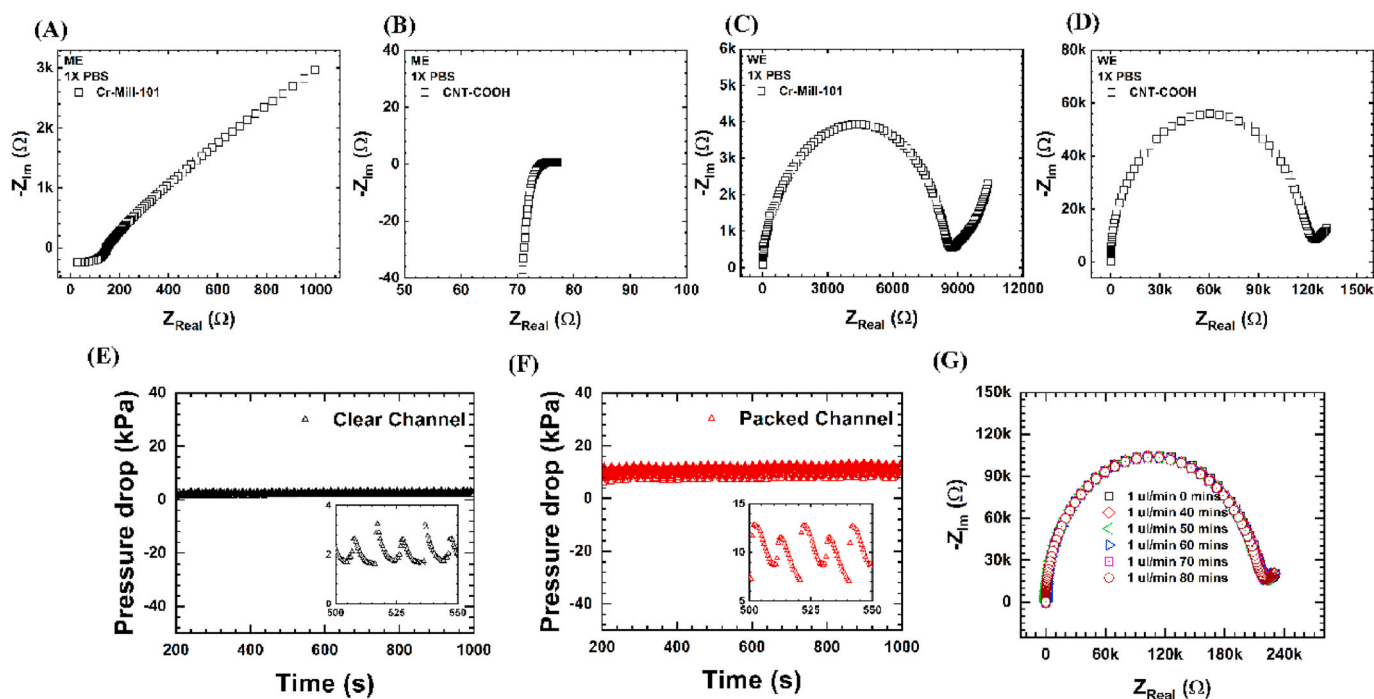 (A)
3k
2k
1k
0
-Z_Im (Ω)
ME
1X PBS
□ Cr-Mill-101
0 200 400 600 800 1000
Z_Real (Ω)
(B)
40
20
0
-20
-40
-Z_Im (Ω)
ME
1X PBS
□ CNT-COOH
50 60 70 80 90 100
Z_Real (Ω)
(C)
6k
5k
4k
3k
2k
1k
0
-Z_Im (Ω)
WE
1X PBS
□ Cr-Mill-101
0 3000 6000 9000 12000
Z_Real (Ω)
(D)
80k
60k
40k
20k
0
-Z_Im (Ω)
WE
1X PBS
□ CNT-COOH
0 30k 60k 90k 120k 150k
Z_Real (Ω)
(E)
40
20
0
-20
-40
Pressure drop (kPa)
△ Clear Channel
4
2
0
500 525 550
200 400 600 800 1000
Time (s)
(F)
40
20
0
-20
-40
Pressure drop (kPa)
△ Packed Channel
15
10
5
500 525 550
200 400 600 800 1000
Time (s)
(G)
150k
120k
90k
60k
30k
0
-Z_Im (Ω)
□ 1 ul/min 0 mins
◇ 1 ul/min 40 mins
◁ 1 ul/min 50 mins
▷ 1 ul/min 60 mins
□ 1 ul/min 70 mins
○ 1 ul/min 80 mins
0 60k 120k 180k 240k
Z_Real (Ω)